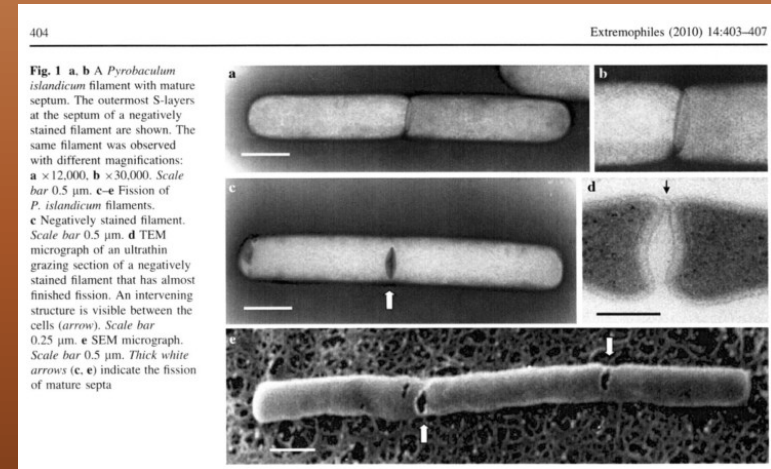 404
Extremophiles (2010) 14:403–407
Fig. 1 a, b A Pyrobaculum
islandicum filament with mature
septum. The outermost S-layers
at the septum of a negatively
stained filament are shown. The
same filament was observed
with different magnifications:
a ×12,000, b ×30,000. Scale
bar 0.5 μm. c–e Fission of
P. islandicum filaments.
c Negatively stained filament.
Scale bar 0.5 μm. d TEM
micrograph of an ultrathin
grazing section of a negatively
stained filament that has almost
finished fission. An intervening
structure is visible between the
cells (arrow). Scale bar
0.25 μm. e SEM micrograph.
Scale bar 0.5 μm. Thick white
arrows (c, e) indicate the fission
of mature septa
a
b
c
d
e